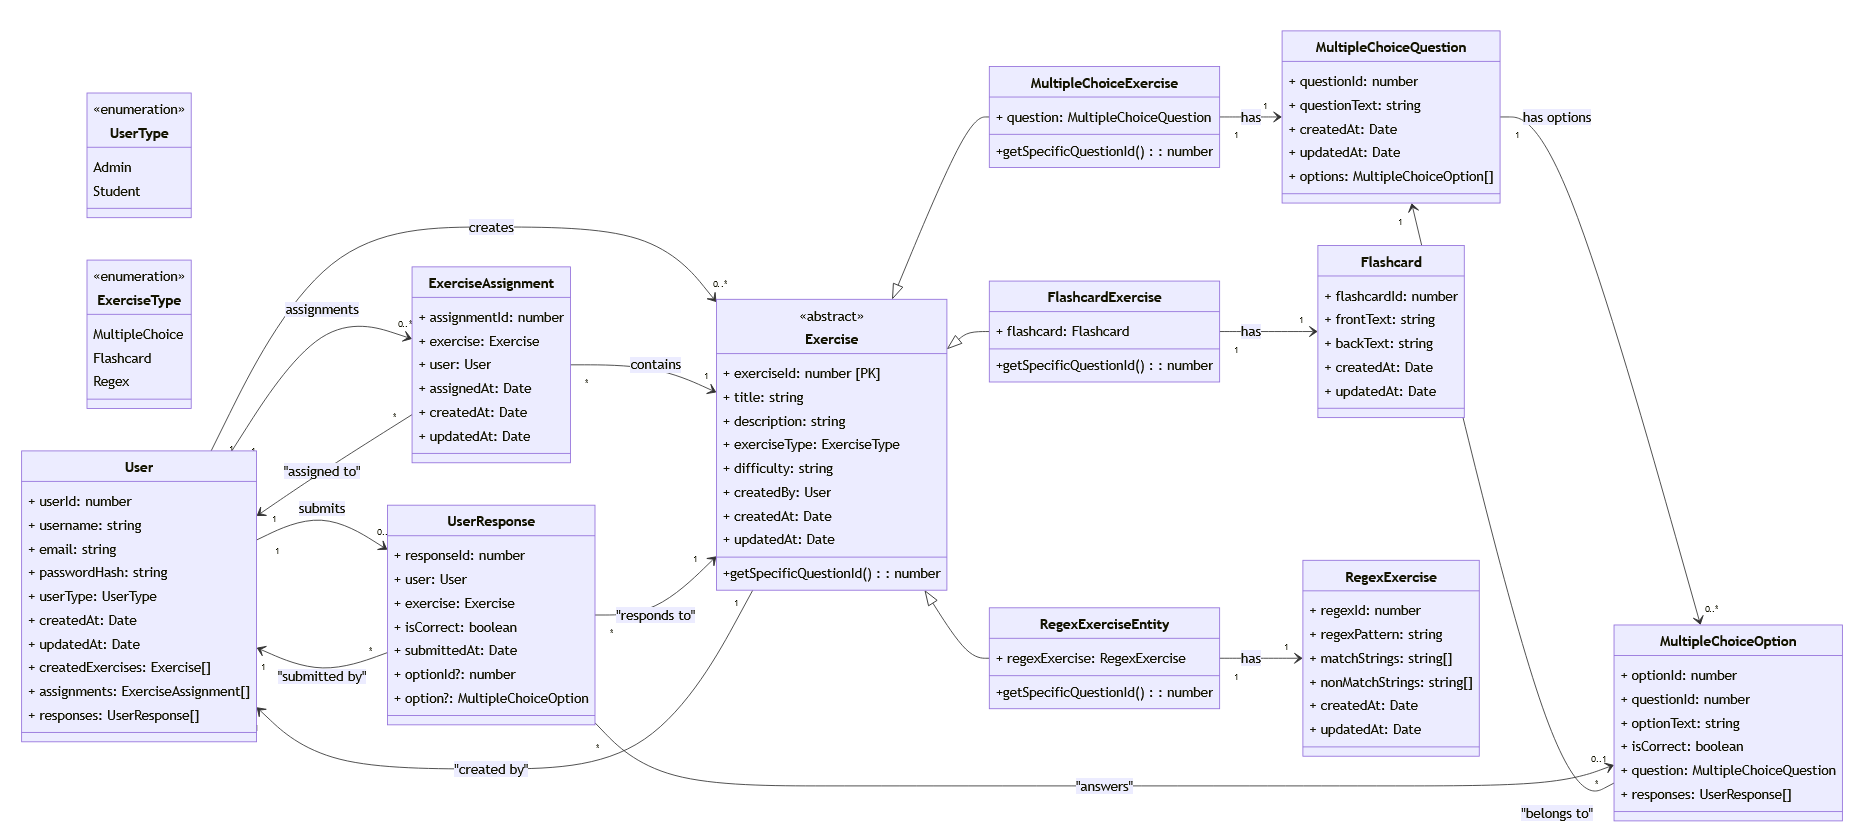 «enumeration»
UserType
Admin
Student
«enumeration»
ExerciseType
MultipleChoice
Flashcard
Regex
User
+ userId: number
+ username: string
+ email: string
+ passwordHash: string
+ userType: UserType
+ createdAt: Date
+ updatedAt: Date
+ createdExercises: Exercise[]
+ assignments: ExerciseAssignment[]
+ responses: UserResponse[]
creates
0..*
assignments
0..*
1
1
ExerciseAssignment
+ assignmentId: number
+ exercise: Exercise
+ user: User
+ assignedAt: Date
+ createdAt: Date
+ updatedAt: Date
*
"assigned to"
1
submits
1
0..
UserResponse
+ responseId: number
+ user: User
+ exercise: Exercise
+ isCorrect: boolean
+ submittedAt: Date
+ optionId?: number
+ option?: MultipleChoiceOption
*
"submitted by"
1
contains
*
1
"responds to"
*
1
1
"created by"
*
"answers"
0..1
«abstract»
Exercise
+ exerciseId: number [PK]
+ title: string
+ description: string
+ exerciseType: ExerciseType
+ difficulty: string
+ createdBy: User
+ createdAt: Date
+ updatedAt: Date
+getSpecificQuestionId() : : number
MultipleChoiceExercise
+ question: MultipleChoiceQuestion
+getSpecificQuestionId() : : number
has
1
1
MultipleChoiceQuestion
+ questionId: number
+ questionText: string
+ createdAt: Date
+ updatedAt: Date
+ options: MultipleChoiceOption[]
has options
1
0..*
1
FlashcardExercise
+ flashcard: Flashcard
+getSpecificQuestionId() : : number
has
1
1
Flashcard
+ flashcardId: number
+ frontText: string
+ backText: string
+ createdAt: Date
+ updatedAt: Date
RegexExerciseEntity
+ regexExercise: RegexExercise
+getSpecificQuestionId() : : number
has
1
1
RegexExercise
+ regexId: number
+ regexPattern: string
+ matchStrings: string[]
+ nonMatchStrings: string[]
+ createdAt: Date
+ updatedAt: Date
MultipleChoiceOption
+ optionId: number
+ questionId: number
+ optionText: string
+ isCorrect: boolean
+ question: MultipleChoiceQuestion
+ responses: UserResponse[]
*
"belongs to"